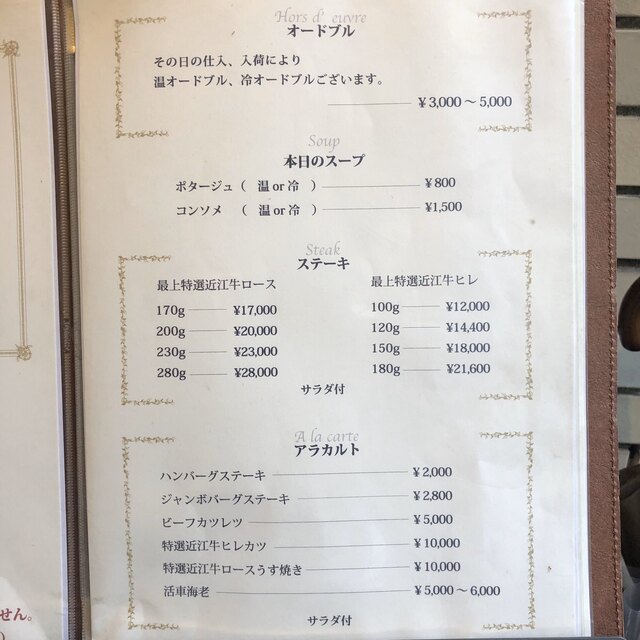 Hors d' euvre
オードブル
その日の仕入、入荷により
温オードブル、冷オードブルございます。
¥3,000～5,000
Soup
本日のスープ
ポタージュ（ 温 or 冷 ） ¥800
コンソメ （ 温 or 冷 ） ¥1,500
Steak
ステーキ
最上特選近江牛ロース
170g ¥17,000
200g ¥20,000
230g ¥23,000
280g ¥28,000
最上特選近江牛ヒレ
100g ¥12,000
120g ¥14,400
150g ¥18,000
180g ¥21,600
サラダ付
A la carte
アラカルト
ハンバーグステーキ ¥2,000
ジャンボバーグステーキ ¥2,800
ビーフカツレツ ¥5,000
特選近江牛ヒレカツ ¥10,000
特選近江牛ロースうす焼き ¥10,000
活車海老 ¥5,000～6,000
サラダ付
せん。